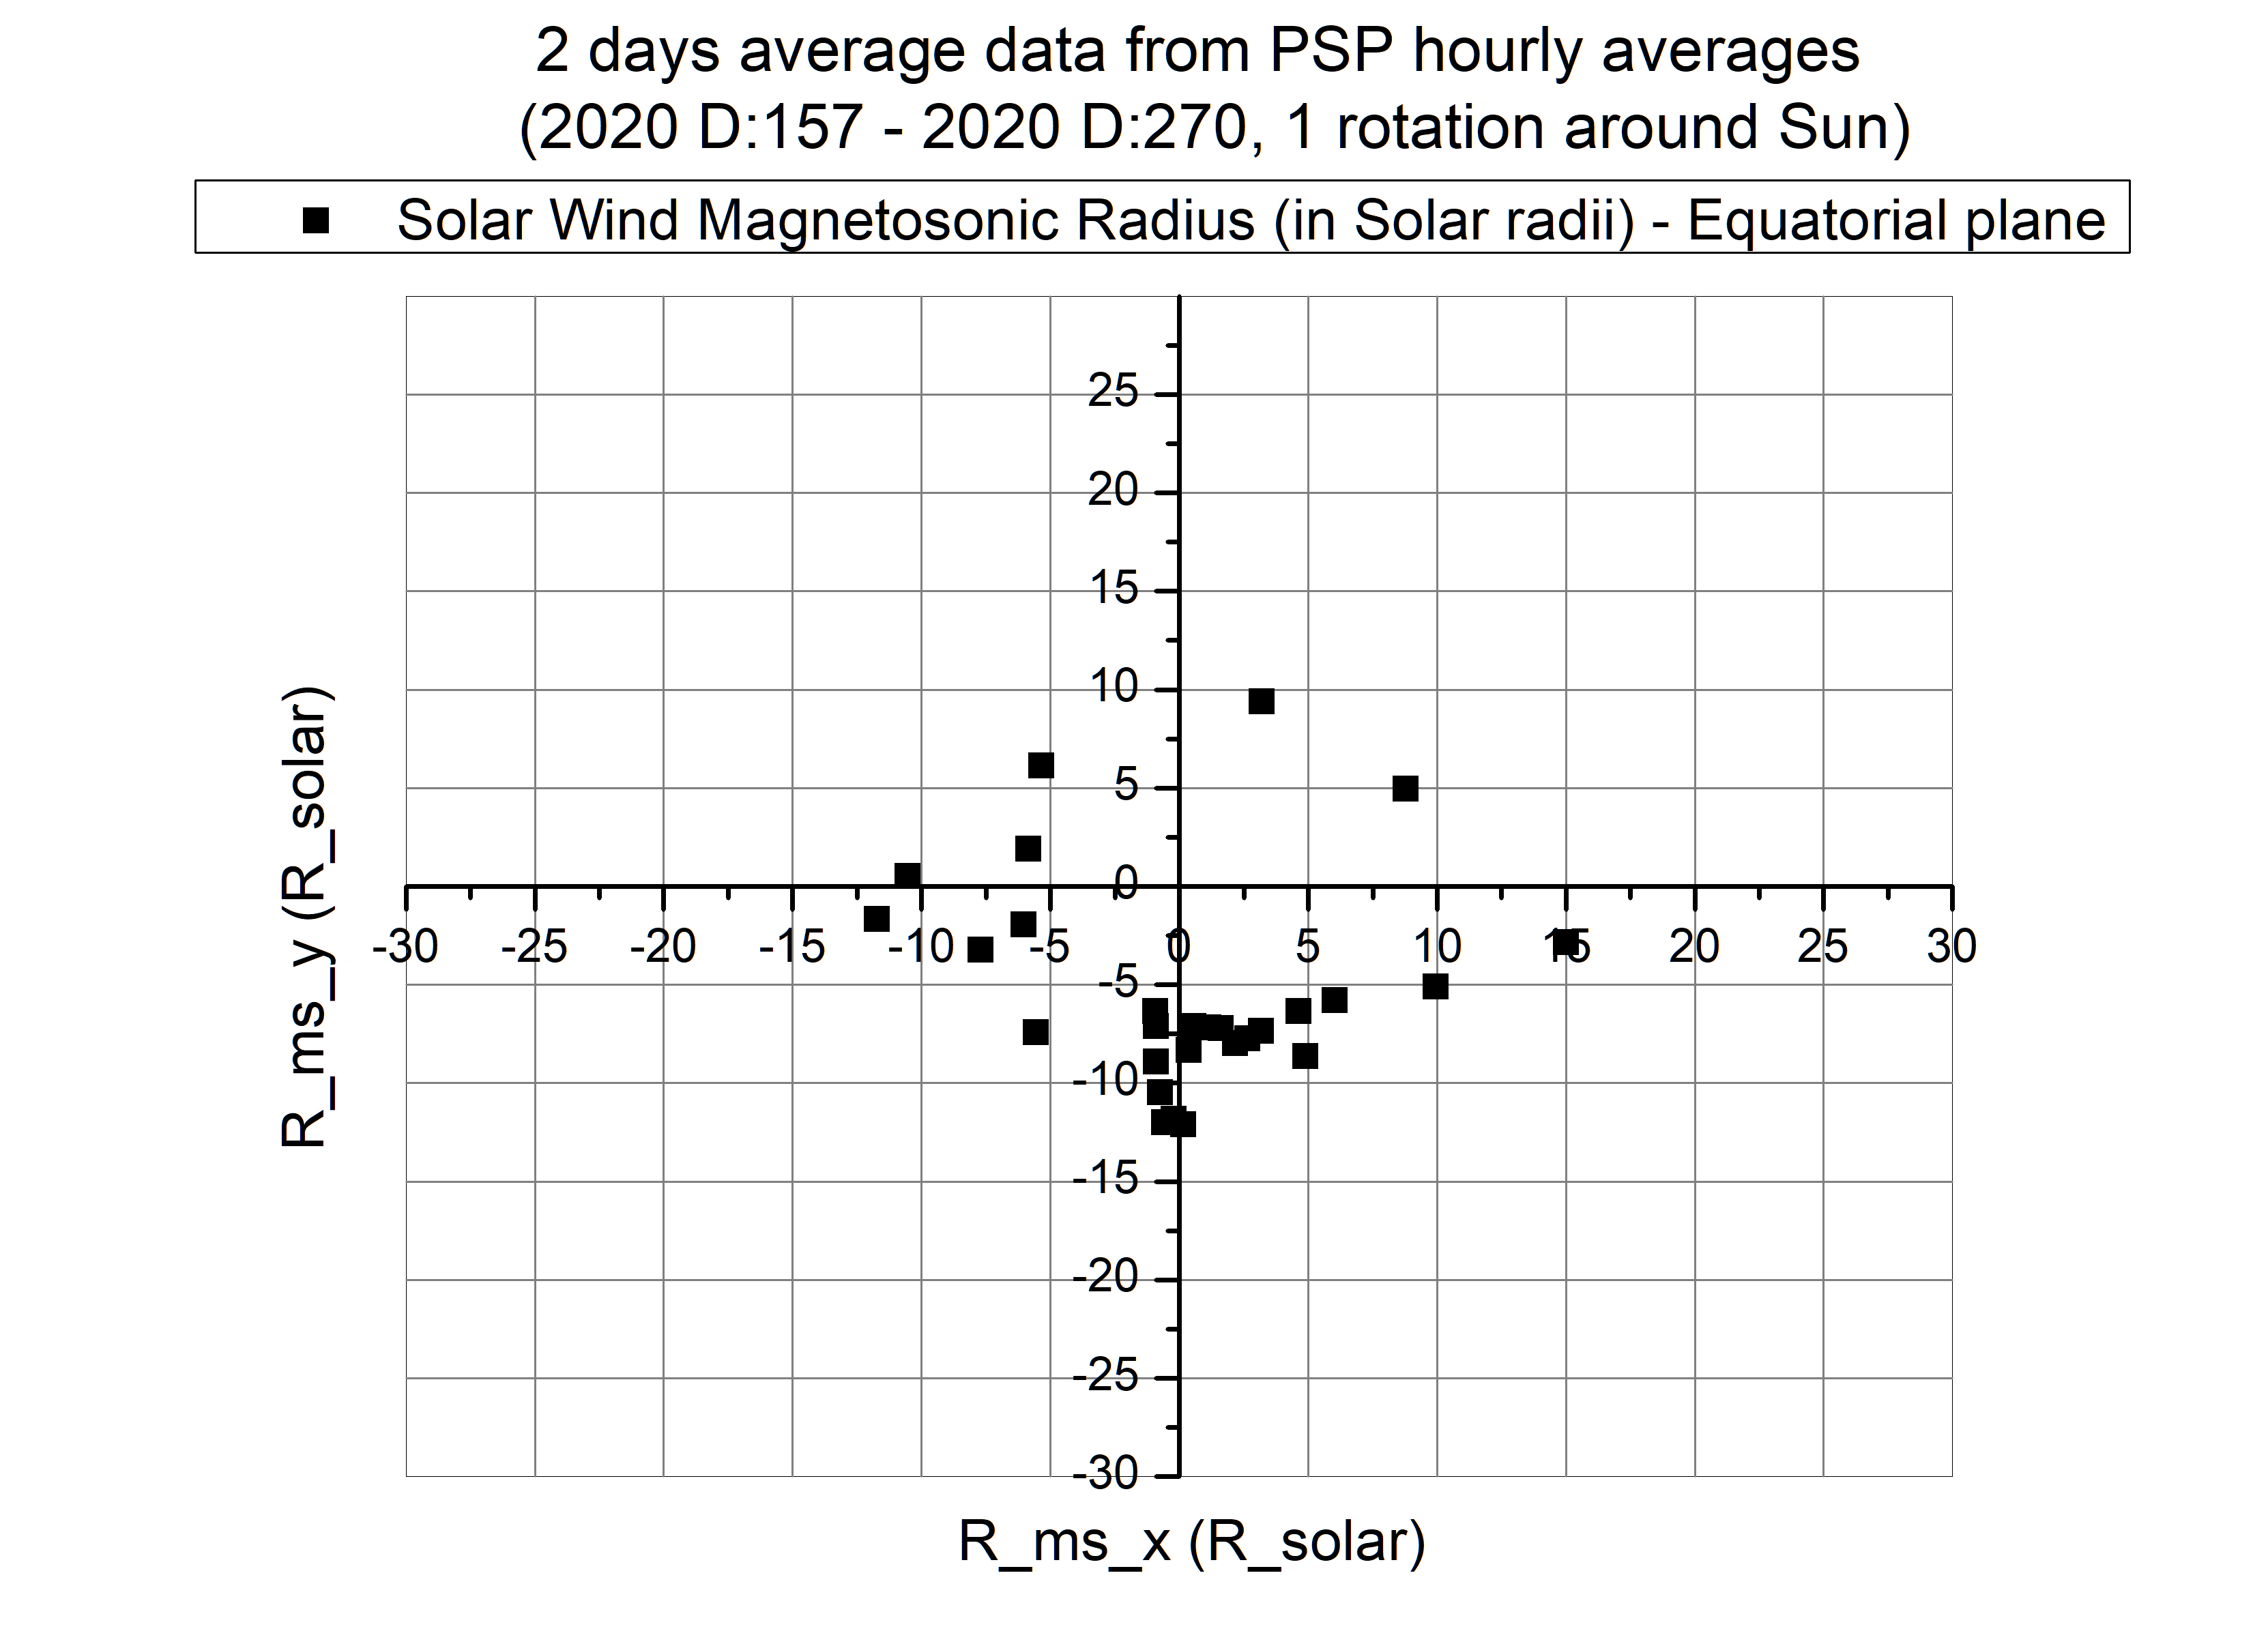 2 days average data from PSP hourly averages
(2020 D:157 - 2020 D:270, 1 rotation around Sun)
Solar Wind Magnetosonic Radius (in Solar radii) - Equatorial plane
25
20
15
10
5
0
-30 -25 -20 -15 -10 -5 0 5 10 15 20 25 30
-5
-10
-15
-20
-25
-30
R_ms_y (R_solar)
R_ms_x (R_solar)